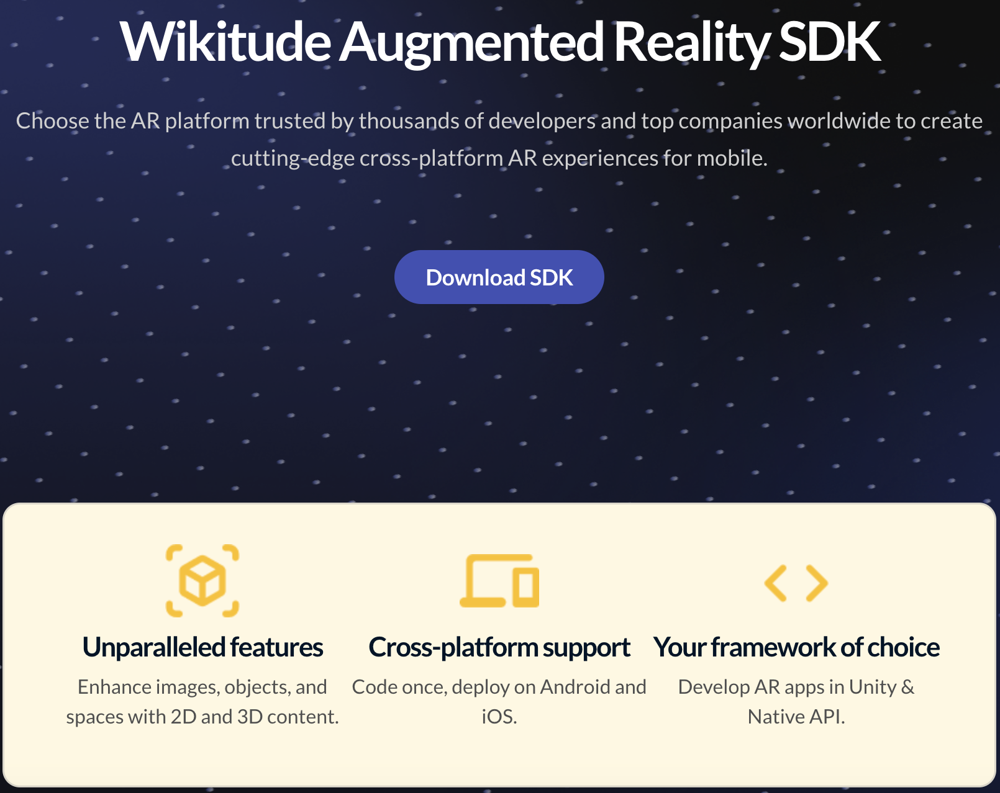 Wikitude Augmented Reality SDK
Choose the AR platform trusted by thousands of developers and top companies worldwide to create
cutting-edge cross-platform AR experiences for mobile.
Download SDK
Unparalleled features
Enhance images, objects, and
spaces with 2D and 3D content.
Cross-platform support
Code once, deploy on Android and
iOS.
Your framework of choice
Develop AR apps in Unity &
Native API.